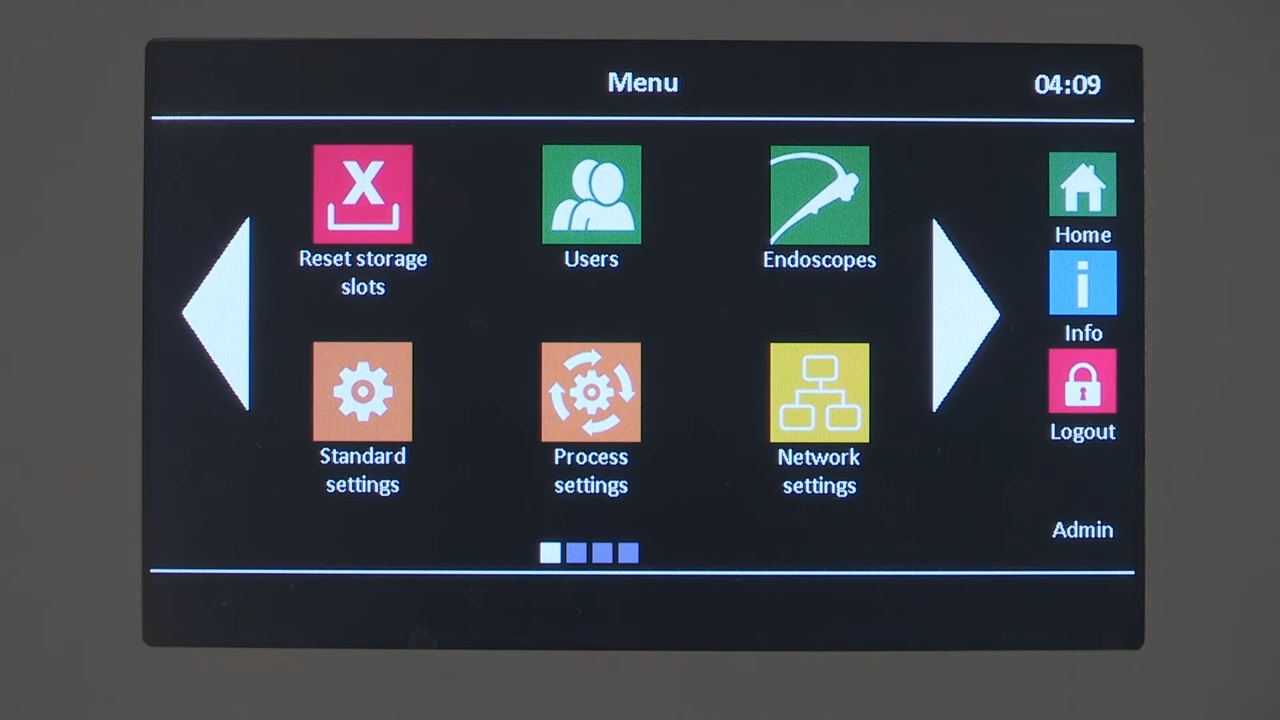 Menu
04:09
Reset storage
slots
Users
Endoscopes
Standard
settings
Process
settings
Network
settings
Home
Info
Logout
Admin